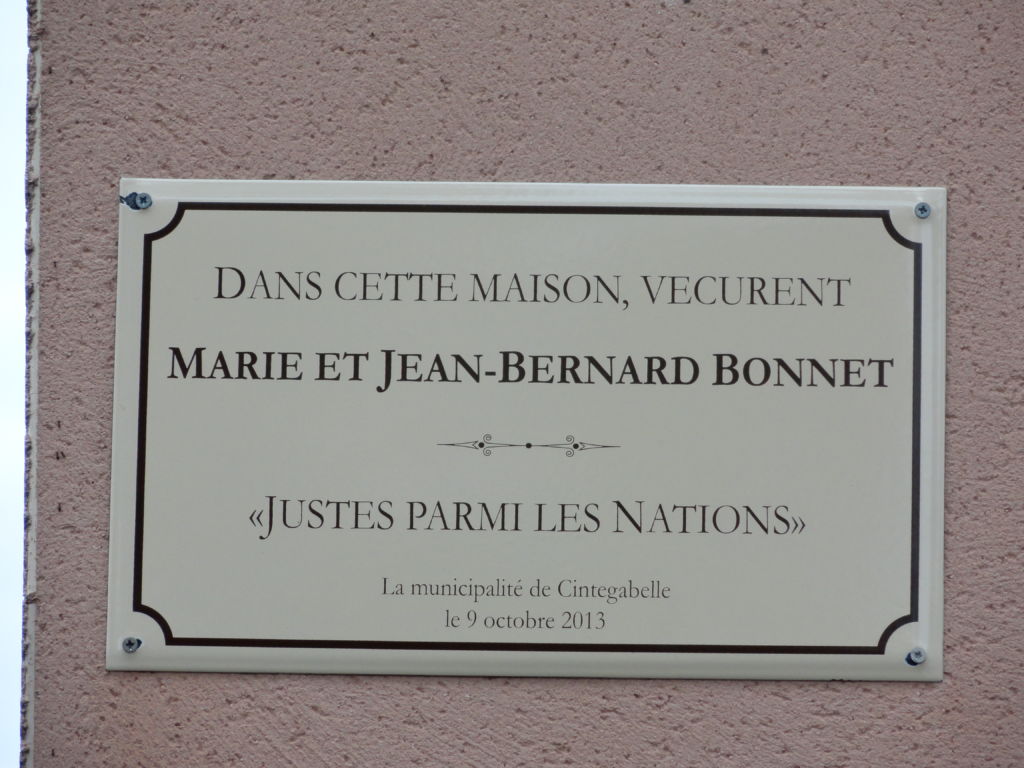 DANS CETTE MAISON, VECURENT
MARIE ET JEAN-BERNARD BONNET
«JUSTES PARMI LES NATIONS»
La municipalité de Cintegabelle
le 9 octobre 2013